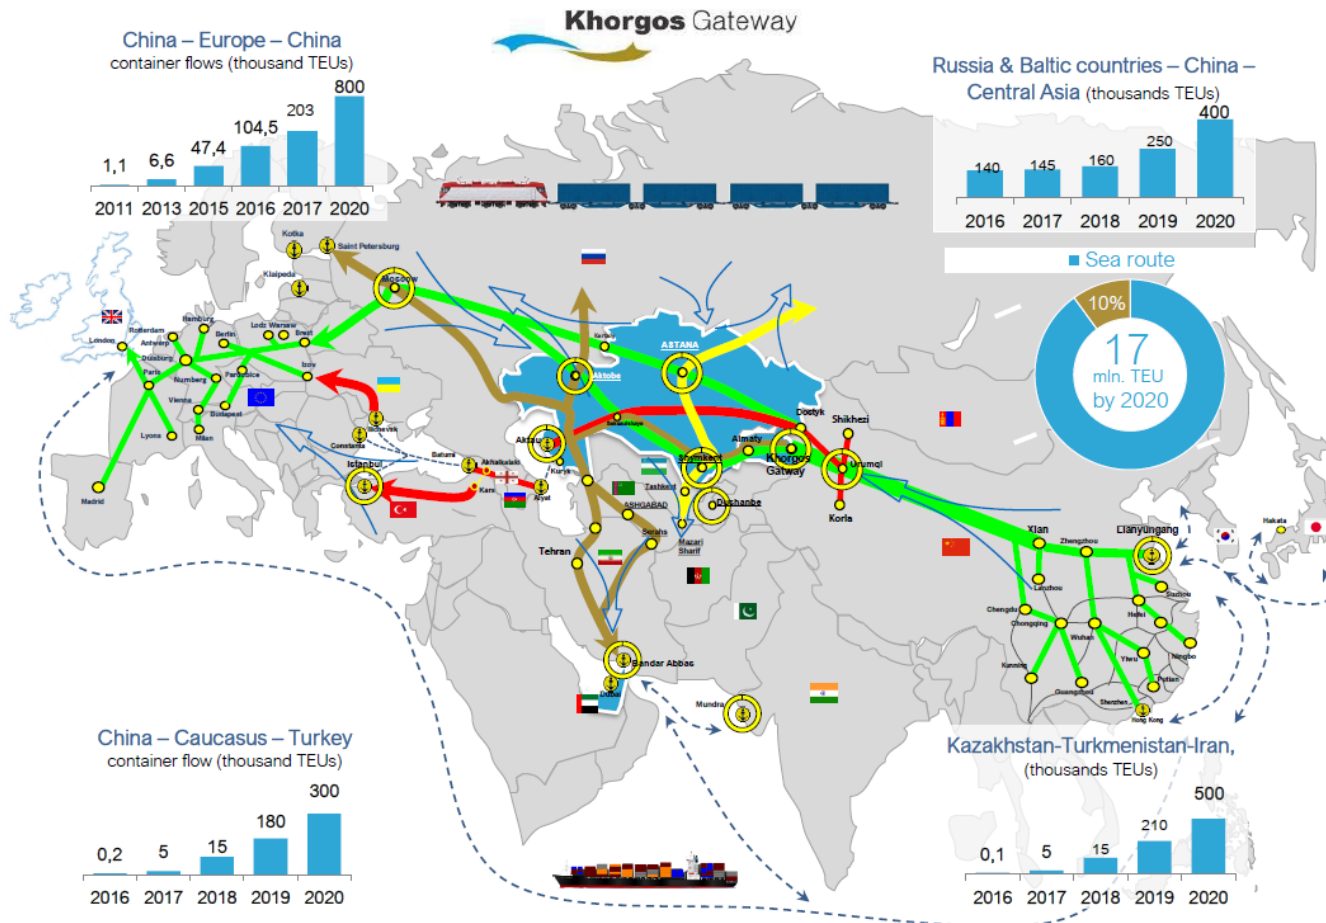 Khorgos Gateway
China – Europe – China
container flows (thousand TEUs)
1,1
6,6
47,4
104,5
203
800
2011 2013 2015 2016 2017 2020
Russia & Baltic countries – China –
Central Asia (thousands TEUs)
140
145
160
250
400
2016 2017 2018 2019 2020
Sea route
10%
17
mln. TEU
by 2020
Kotka
Saint Petersburg
Klaipeda
Moscow
Hamburg
Rotterdam
Antwerp
Duisburg
London
Berlin
Lodz Warsaw
Brest
Paris
Nurnberg
Pardubice
Izov
Vienna
Budapest
Lyons
Milan
Madrid
Constanta
Istanbul
Batumi
Akhalkalaki
Kars
Alyat
Aktau
Kuryk
Aktobe
Kartaly
ASTANA
Dostyk
Shikhezi
Almaty
Khorgos
Gatway
Urumqi
Korla
Shymkent
Tashkent
Dushanbe
ASHGABAD
Serahs
Mazari
Sharif
Tehran
Bandar Abbas
Dubai
Mundra
Xian
Zhengzhou
Lianyungang
Hakata
Lanzhou
Suzhou
Chengdu
Chongqing
Wuhan
Hefei
Ningbo
Yiwu
Kunming
Guangzhou
Putian
Shenzhen
Hong Kong
China – Caucasus – Turkey
container flow (thousand TEUs)
0,2
5
15
180
300
2016 2017 2018 2019 2020
Kazakhstan-Turkmenistan-Iran,
(thousands TEUs)
0,1
5
15
210
500
2016 2017 2018 2019 2020